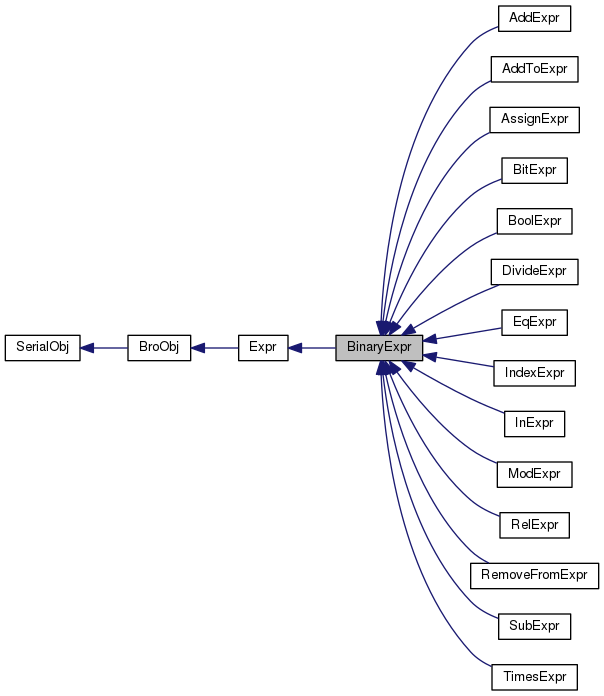 AddExpr
AddToExpr
AssignExpr
BitExpr
BoolExpr
DivideExpr
EqExpr
SerialObj
BroObj
Expr
BinaryExpr
IndexExpr
InExpr
ModExpr
RelExpr
RemoveFromExpr
SubExpr
TimesExpr